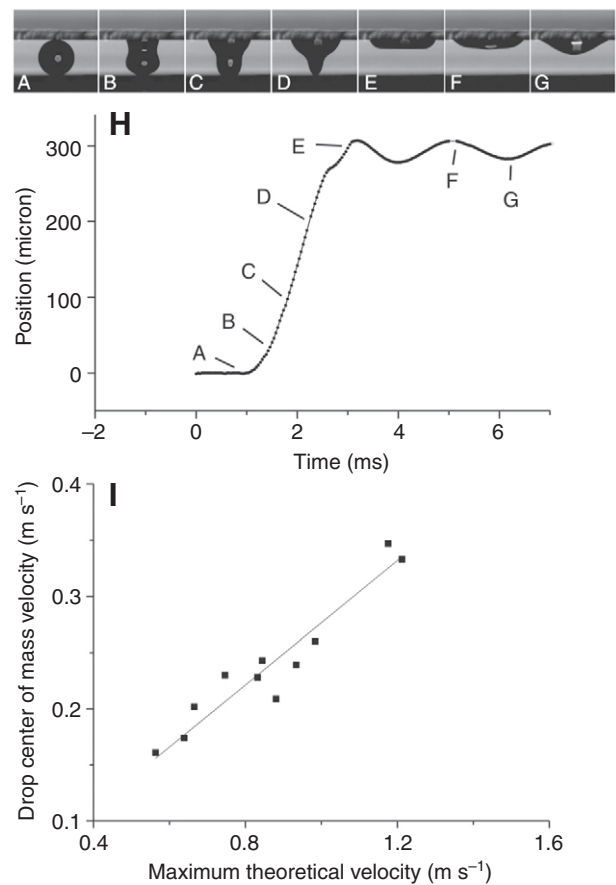 A B C D E F G
H
300
200
100
0
Position (micron)
A
B
C
D
E
F
G
−2 0 2 4 6
Time (ms)
I
0.4
0.3
0.2
0.1
Drop center of mass velocity (m s⁻¹)
0.4 0.8 1.2 1.6
Maximum theoretical velocity (m s⁻¹)